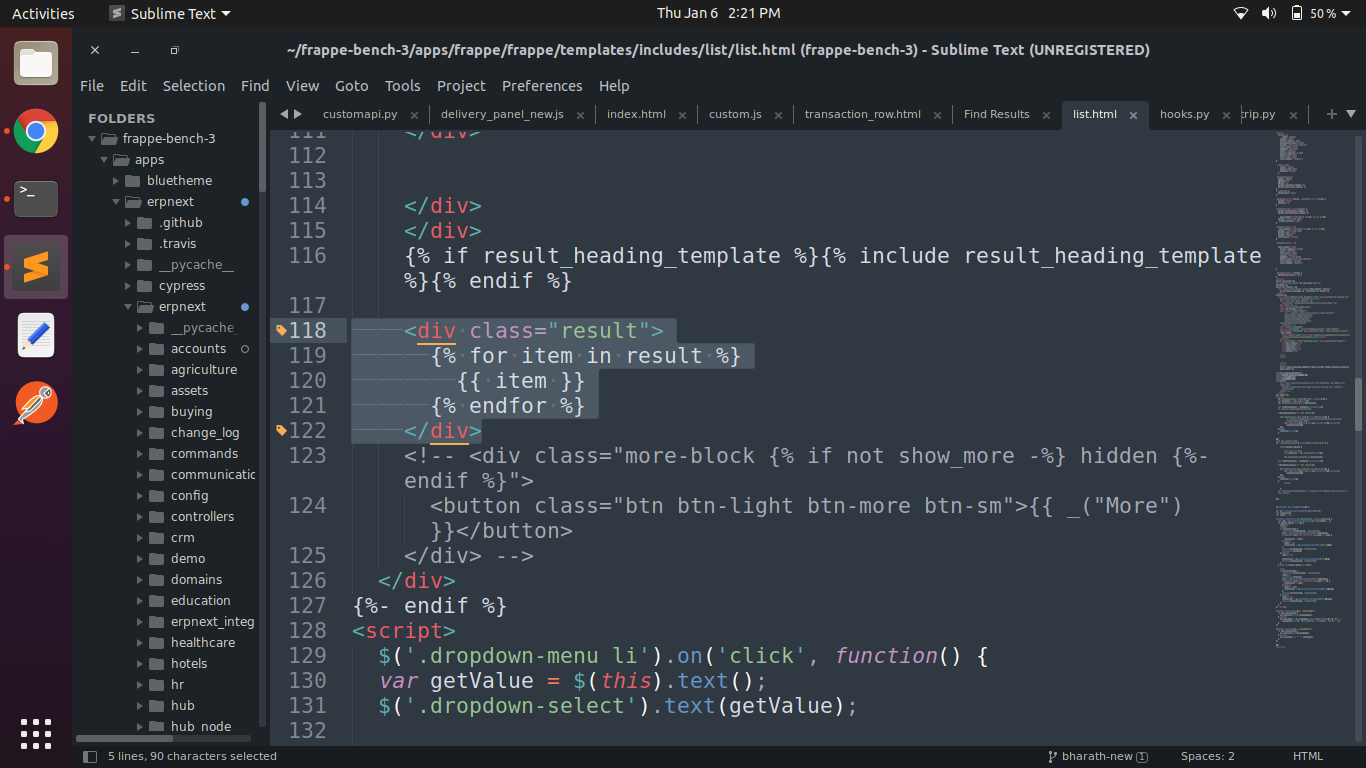 Activities Sublime Text Thu Jan 6 2:21 PM 50 %
~/frappe-bench-3/apps/frappe/frappe/templates/includes/list/list.html (frappe-bench-3) - Sublime Text (UNREGISTERED)
File Edit Selection Find View Goto Tools Project Preferences Help
customapi.py delivery_panel_new.js index.html custom.js transaction_row.html Find Results list.html hooks.py trip.py
FOLDERS
frappe-bench-3
apps
bluetheme
erpnext
.github
.travis
__pycache__
cypress
erpnext
__pycache_
accounts
agriculture
assets
buying
change_log
commands
communicatic
config
controllers
crm
demo
domains
education
erpnext_integ
healthcare
hotels
hr
hub
hub_node
111 </div>
112
113
114 </div>
115 </div>
116 {% if result_heading_template %}{% include result_heading_template
%}{% endif %}
117
118 <div class="result">
119 {% for item in result %}
120 {{ item }}
121 {% endfor %}
122 </div>
123 <!-- <div class="more-block {% if not show_more -%} hidden {%-
endif %}">
124 <button class="btn btn-light btn-more btn-sm">{{ _("More")
}}</button>
125 </div> -->
126 </div>
127 {%- endif %}
128 <script>
129 $('.dropdown-menu li').on('click', function() {
130 var getValue = $(this).text();
131 $('.dropdown-select').text(getValue);
132
5 lines, 90 characters selected bharath-new 1 Spaces: 2 HTML